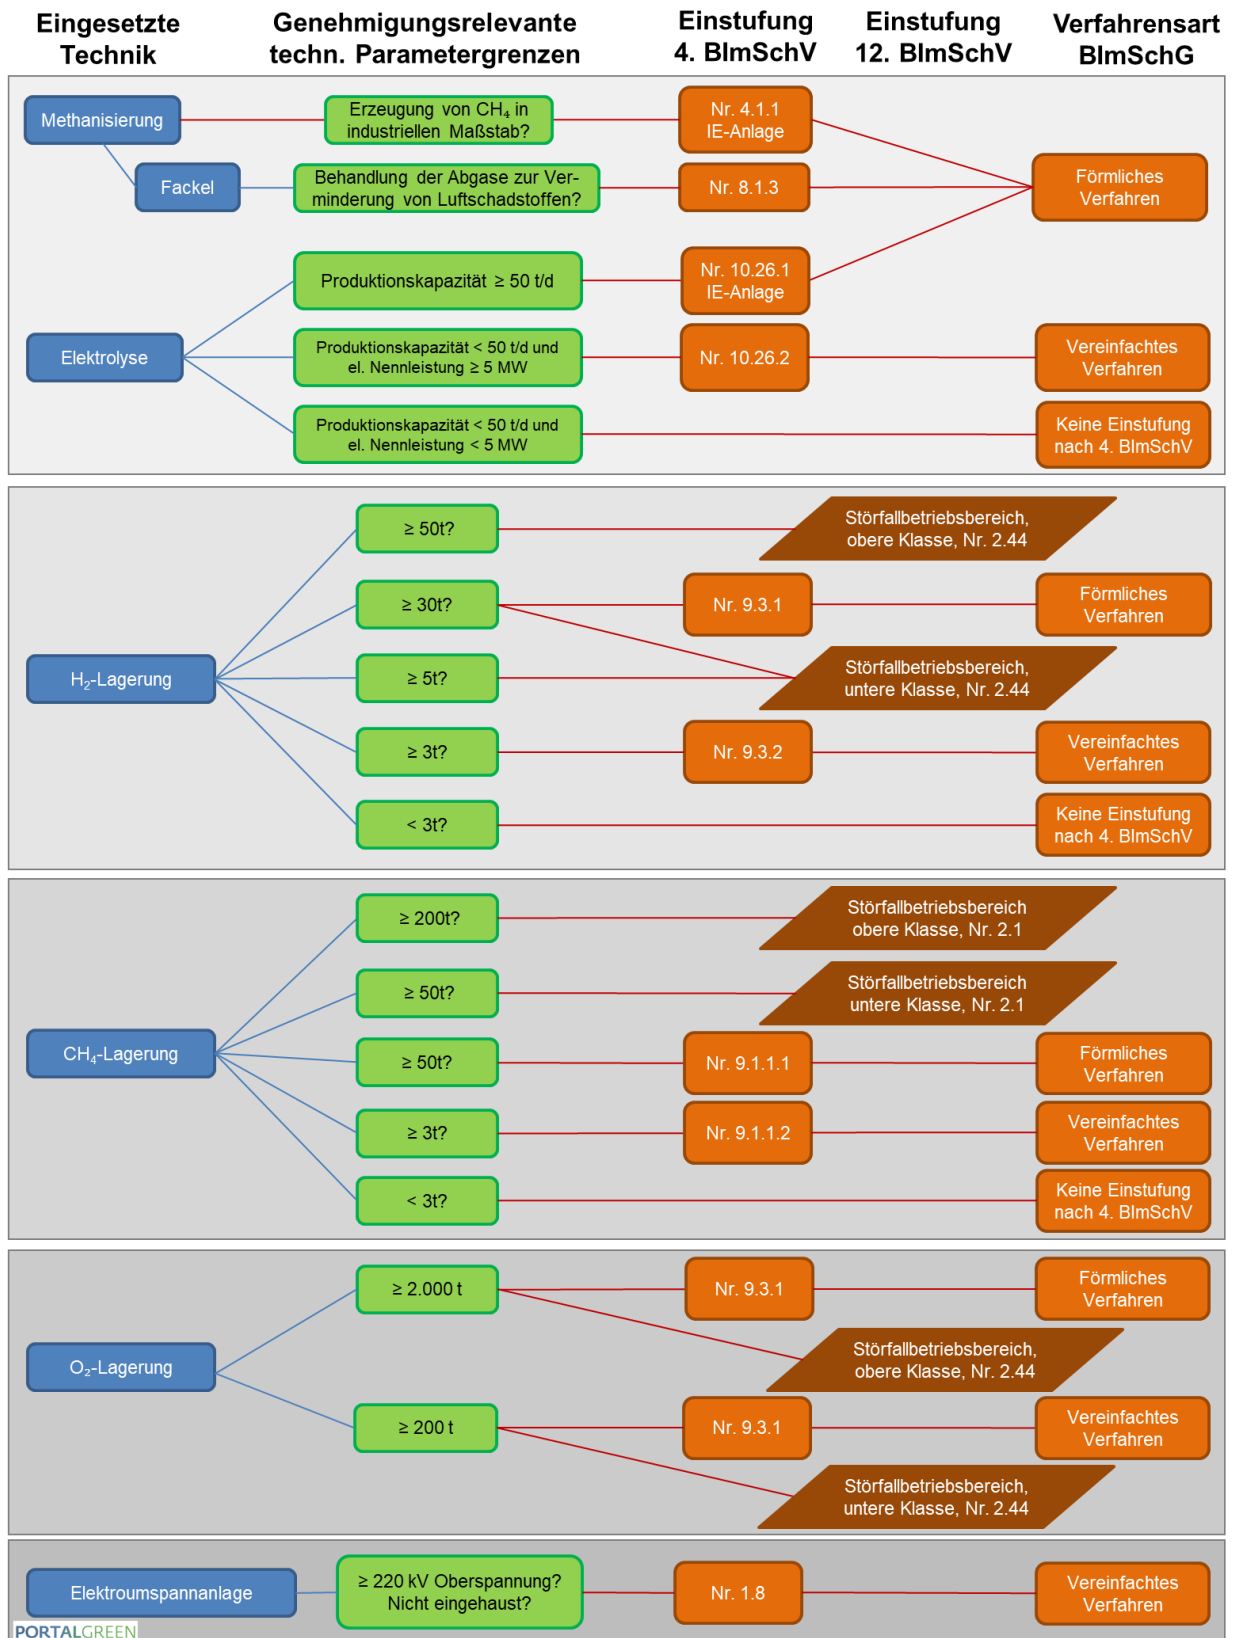 Eingesetzte
Technik
Genehmigungsrelevante
techn. Parametergrenzen
Einstufung
4. BImSchV
Einstufung
12. BImSchV
Verfahrensart
BImSchG
Methanisierung
Erzeugung von CH₄ in
industriellen Maßstab?
Nr. 4.1.1
IE-Anlage
Fackel
Behandlung der Abgase zur Ver-
minderung von Luftschadstoffen?
Nr. 8.1.3
Förmliches
Verfahren
Produktionskapazität ≥ 50 t/d
Nr. 10.26.1
IE-Anlage
Elektrolyse
Produktionskapazität < 50 t/d und
el. Nennleistung ≥ 5 MW
Nr. 10.26.2
Vereinfachtes
Verfahren
Produktionskapazität < 50 t/d und
el. Nennleistung < 5 MW
Keine Einstufung
nach 4. BImSchV
≥ 50t?
Störfallbetriebsbereich,
obere Klasse, Nr. 2.44
≥ 30t?
Nr. 9.3.1
Förmliches
Verfahren
H₂-Lagerung
≥ 5t?
Störfallbetriebsbereich,
untere Klasse, Nr. 2.44
≥ 3t?
Nr. 9.3.2
Vereinfachtes
Verfahren
< 3t?
Keine Einstufung
nach 4. BImSchV
≥ 200t?
Störfallbetriebsbereich
obere Klasse, Nr. 2.1
≥ 50t?
Störfallbetriebsbereich
untere Klasse, Nr. 2.1
CH₄-Lagerung
≥ 50t?
Nr. 9.1.1.1
Förmliches
Verfahren
≥ 3t?
Nr. 9.1.1.2
Vereinfachtes
Verfahren
< 3t?
Keine Einstufung
nach 4. BImSchV
≥ 2.000 t
Nr. 9.3.1
Förmliches
Verfahren
O₂-Lagerung
Störfallbetriebsbereich,
obere Klasse, Nr. 2.44
≥ 200 t
Nr. 9.3.1
Vereinfachtes
Verfahren
Störfallbetriebsbereich,
untere Klasse, Nr. 2.44
Elektroumspannanlage
≥ 220 kV Oberspannung?
Nicht eingehaust?
Nr. 1.8
Vereinfachtes
Verfahren
PORTALGREEN